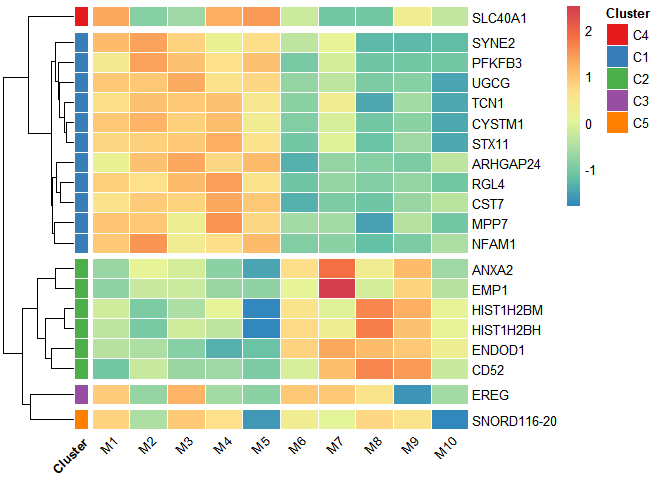 Cluster
C4
C1
C2
C3
C5
2
1
0
-1
SLC40A1
SYNE2
PFKFB3
UGCG
TCN1
CYSTM1
STX11
ARHGAP24
RGL4
CST7
MPP7
NFAM1
ANXA2
EMP1
HIST1H2BM
HIST1H2BH
ENDOD1
CD52
EREG
SNORD116-20
Cluster M1 M2 M3 M4 M5 M6 M7 M8 M9 M10